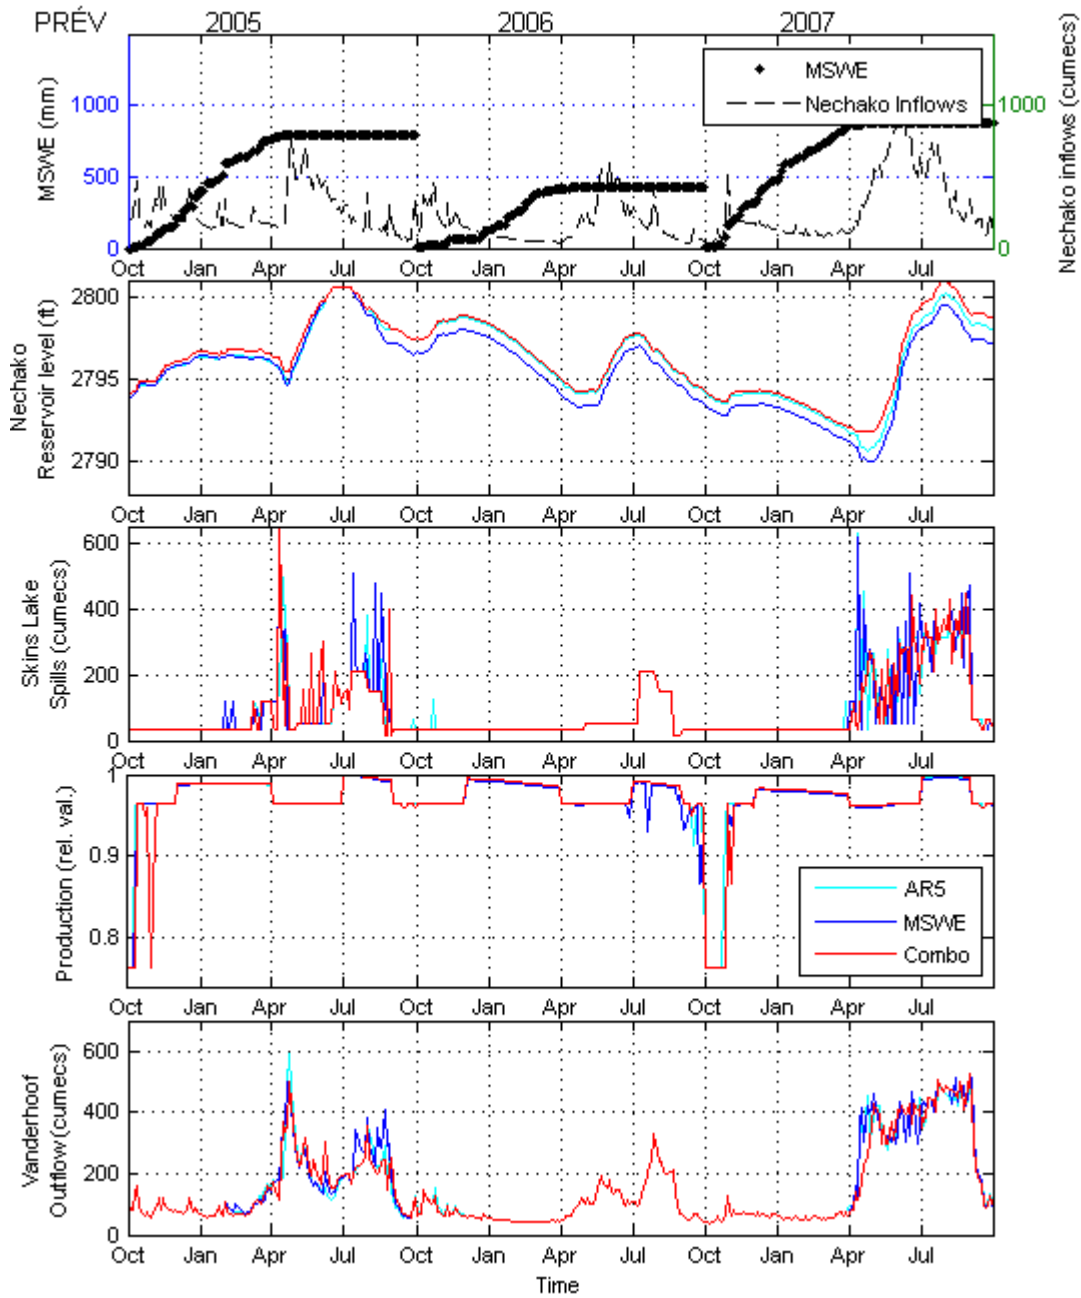 PRÉV 2005 2006 2007
MSWE
Nechako Inflows
MSWE (mm)
1000
500
0
Nechako inflows (cumecs)
1000
0
Oct Jan Apr Jul Oct Jan Apr Jul Oct Jan Apr Jul
Nechako
Reservoir level (ft)
2800
2795
2790
Oct Jan Apr Jul Oct Jan Apr Jul Oct Jan Apr Jul
Skins Lake
Spills (cumecs)
600
400
200
0
Oct Jan Apr Jul Oct Jan Apr Jul Oct Jan Apr Jul
Production (rel. val.)
1
0.9
0.8
AR5
MSWE
Combo
Oct Jan Apr Jul Oct Jan Apr Jul Oct Jan Apr Jul
Vanderhoof
Outflow (cumecs)
600
400
200
0
Oct Jan Apr Jul Oct Jan Apr Jul Oct Jan Apr Jul
Time